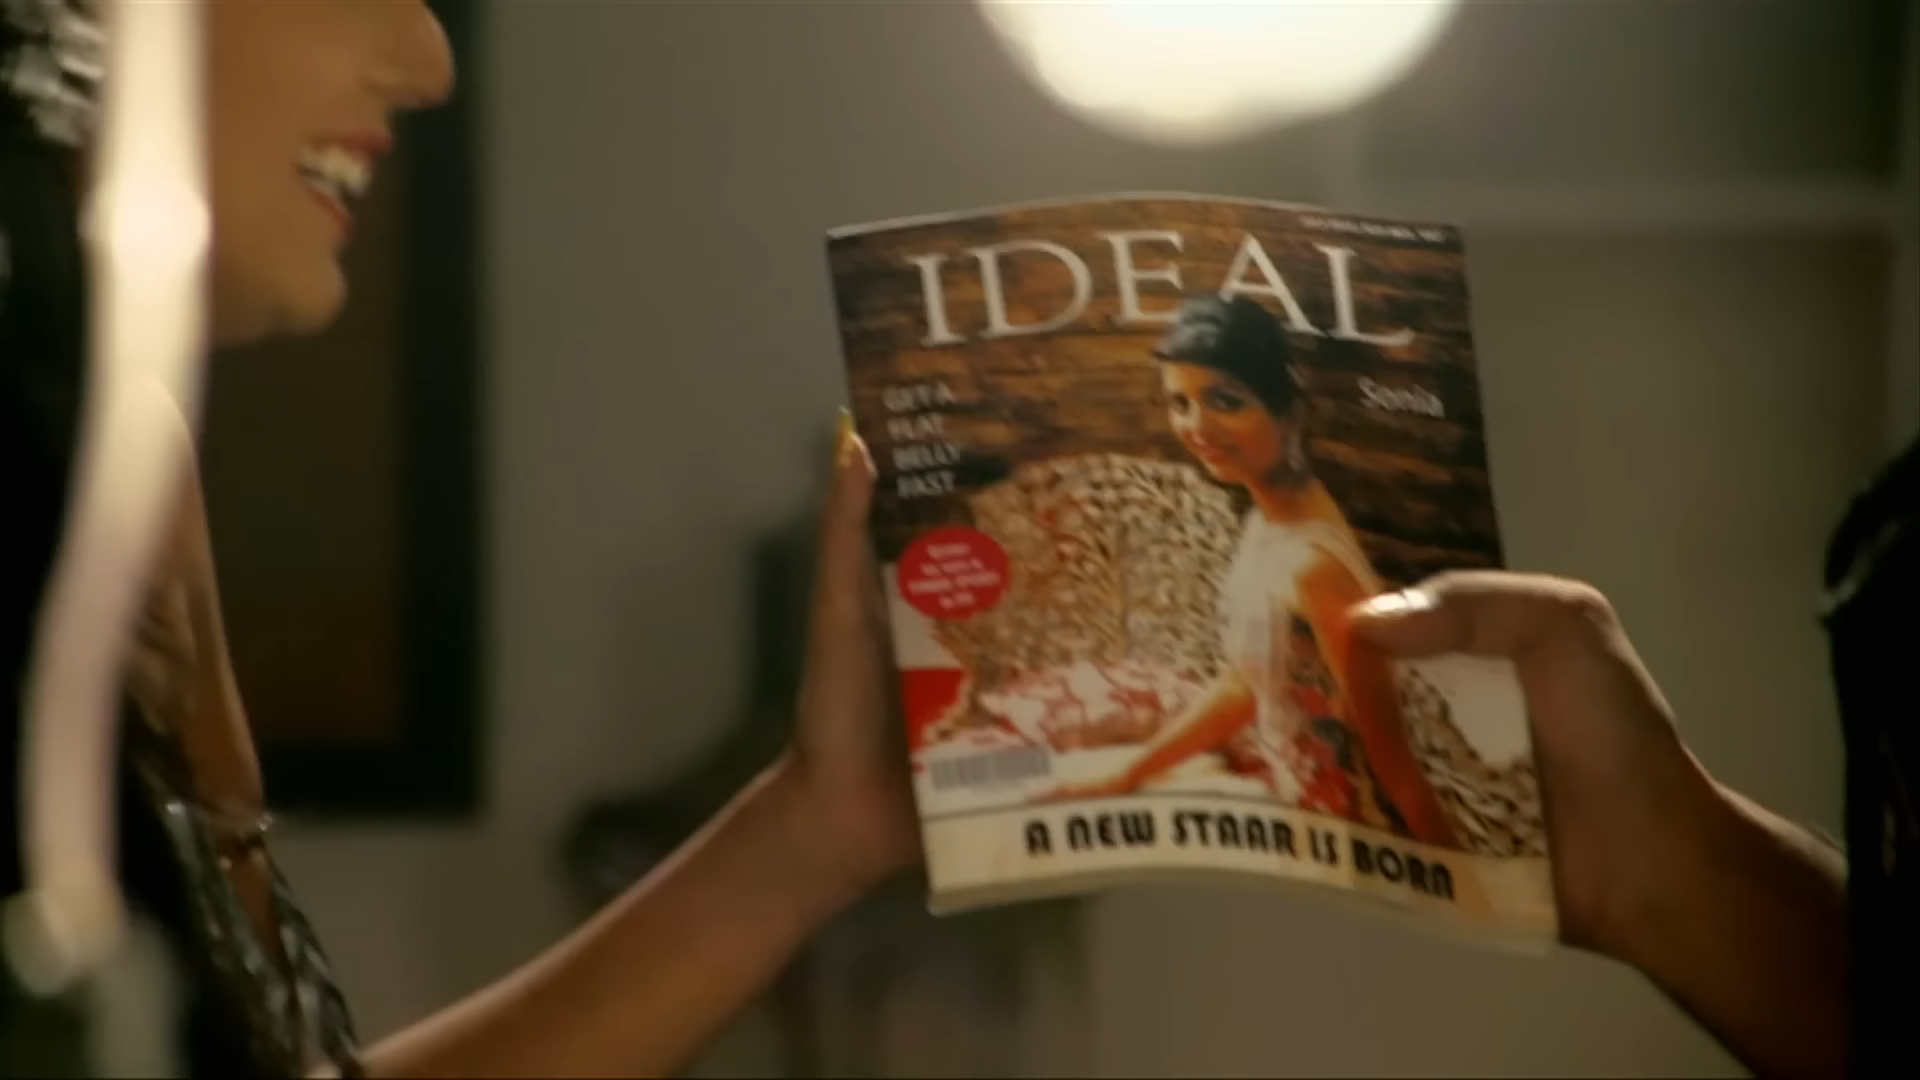 IDEAL
Sonia
GET A
FLAT
BELLY
FAST
A NEW STAAR IS BORN